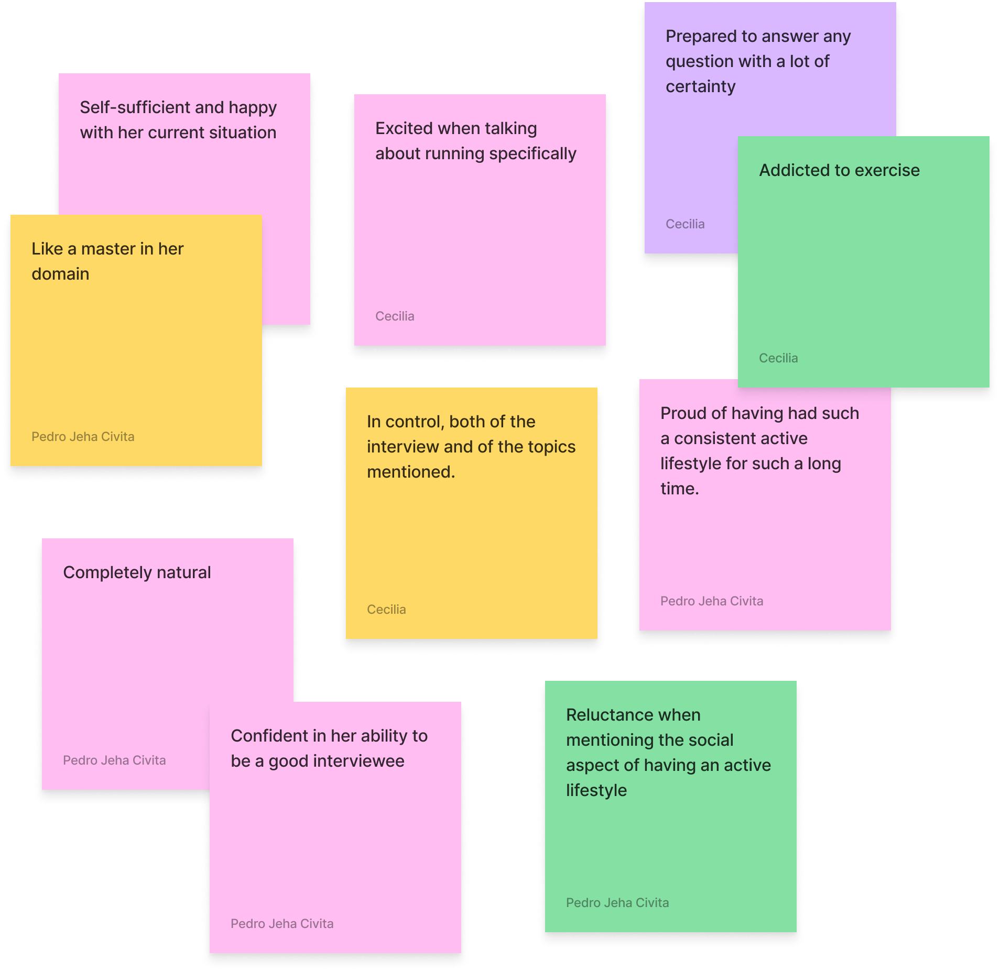 Prepared to answer any
question with a lot of
certainty
Cecilia
Self-sufficient and happy
with her current situation
Excited when talking
about running specifically
Cecilia
Addicted to exercise
Cecilia
Like a master in her
domain
Pedro Jeha Civita
In control, both of the
interview and of the topics
mentioned.
Cecilia
Proud of having had such
a consistent active
lifestyle for such a long
time.
Pedro Jeha Civita
Completely natural
Pedro Jeha Civita
Confident in her ability to
be a good interviewee
Pedro Jeha Civita
Reluctance when
mentioning the social
aspect of having an active
lifestyle
Pedro Jeha Civita